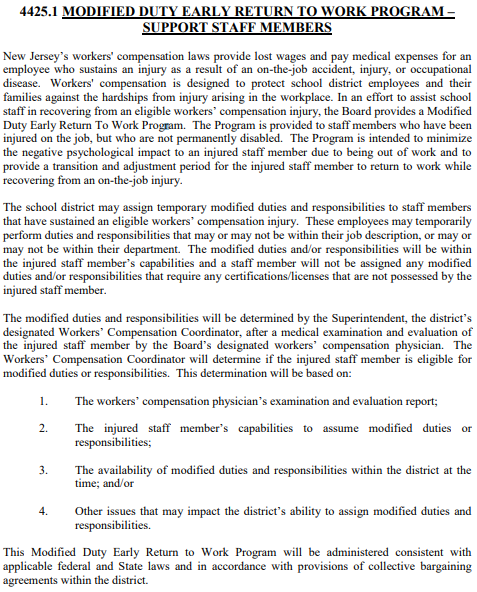 4425.1 MODIFIED DUTY EARLY RETURN TO WORK PROGRAM –
SUPPORT STAFF MEMBERS
New Jersey's workers' compensation laws provide lost wages and pay medical expenses for an
employee who sustains an injury as a result of an on-the-job accident, injury, or occupational
disease. Workers' compensation is designed to protect school district employees and their
families against the hardships from injury arising in the workplace. In an effort to assist school
staff in recovering from an eligible workers' compensation injury, the Board provides a Modified
Duty Early Return To Work Program. The Program is provided to staff members who have been
injured on the job, but who are not permanently disabled. The Program is intended to minimize
the negative psychological impact to an injured staff member due to being out of work and to
provide a transition and adjustment period for the injured staff member to return to work while
recovering from an on-the-job injury.
The school district may assign temporary modified duties and responsibilities to staff members
that have sustained an eligible workers' compensation injury. These employees may temporarily
perform duties and responsibilities that may or may not be within their job description, or may or
may not be within their department. The modified duties and/or responsibilities will be within
the injured staff member's capabilities and a staff member will not be assigned any modified
duties and/or responsibilities that require any certifications/licenses that are not possessed by the
injured staff member.
The modified duties and responsibilities will be determined by the Superintendent, the district's
designated Workers' Compensation Coordinator, after a medical examination and evaluation of
the injured staff member by the Board's designated workers' compensation physician. The
Workers' Compensation Coordinator will determine if the injured staff member is eligible for
modified duties or responsibilities. This determination will be based on:
1. The workers' compensation physician's examination and evaluation report;
2. The injured staff member's capabilities to assume modified duties or
responsibilities;
3. The availability of modified duties and responsibilities within the district at the
time; and/or
4. Other issues that may impact the district's ability to assign modified duties and
responsibilities.
This Modified Duty Early Return to Work Program will be administered consistent with
applicable federal and State laws and in accordance with provisions of collective bargaining
agreements within the district.